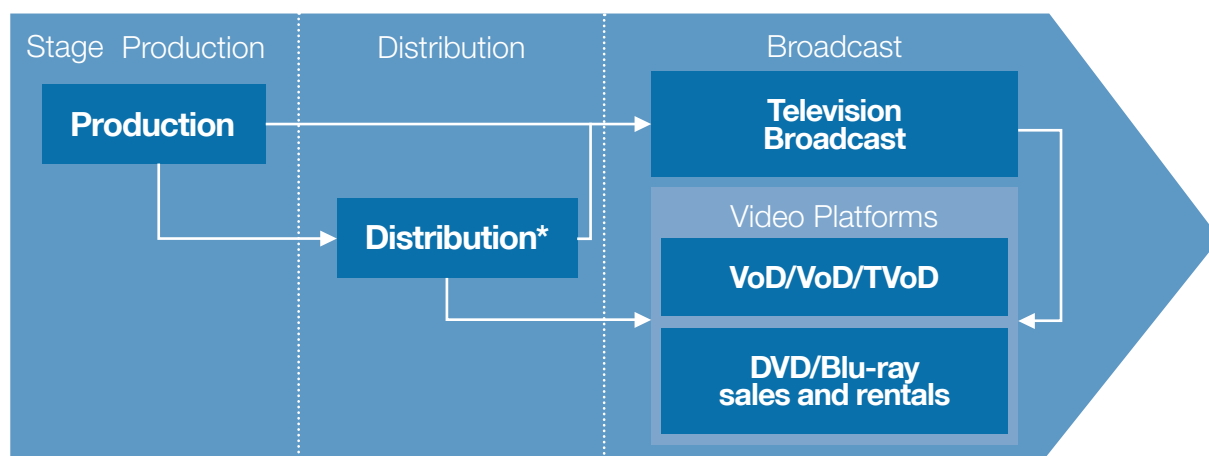 Stage Production
Distribution
Broadcast
Production
Television
Broadcast
Distribution*
Video Platforms
VoD/VoD/TVoD
DVD/Blu-ray
sales and rentals